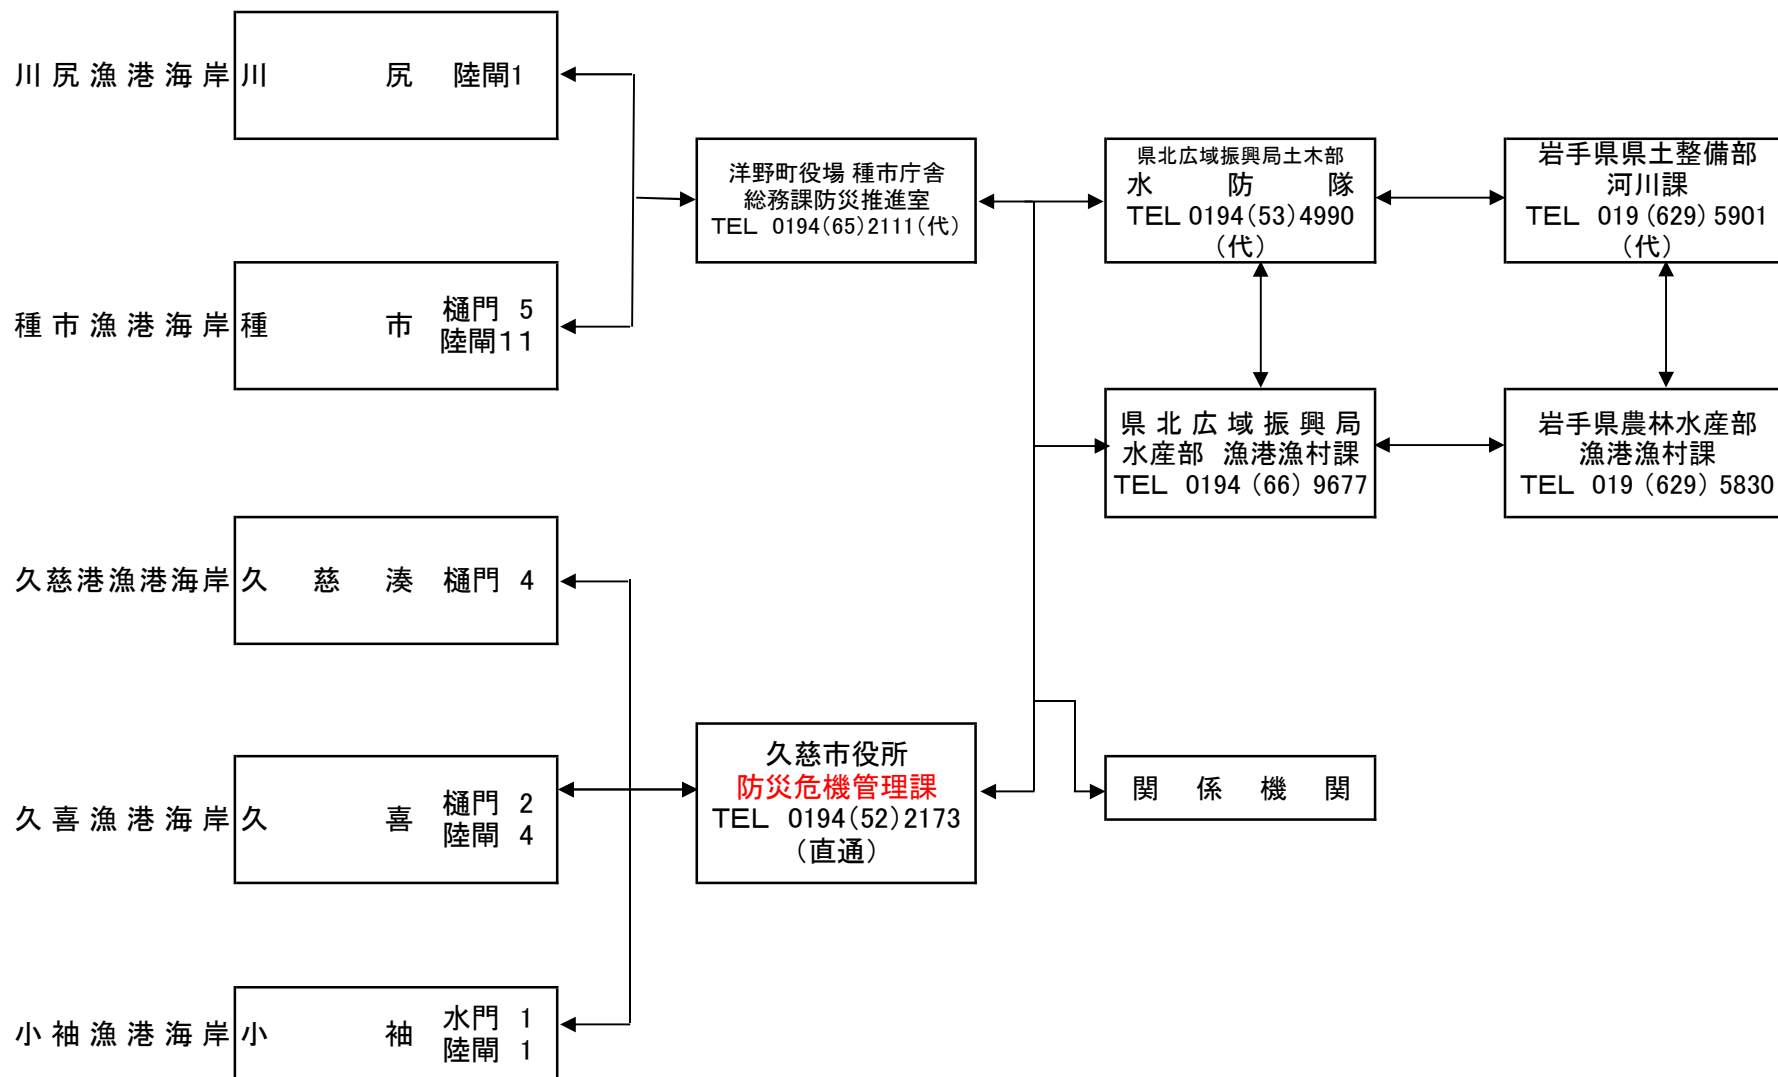 川尻漁港海岸 川尻 陸閘1
種市漁港海岸 種市 樋門 5
陸閘11
久慈港漁港海岸 久慈湊 樋門 4
久喜漁港海岸 久喜 樋門 2
陸閘 4
小袖漁港海岸 小袖 水門 1
陸閘 1
洋野町役場 種市庁舎
総務課防災推進室
TEL 0194(65)2111(代)
久慈市役所
防災危機管理課
TEL 0194(52)2173
(直通)
県北広域振興局土木部
水防隊
TEL 0194(53)4990
(代)
県北広域振興局
水産部 漁港漁村課
TEL 0194(66)9677
関係機関
岩手県県土整備部
河川課
TEL 019(629)5901
(代)
岩手県農林水産部
漁港漁村課
TEL 019(629)5830